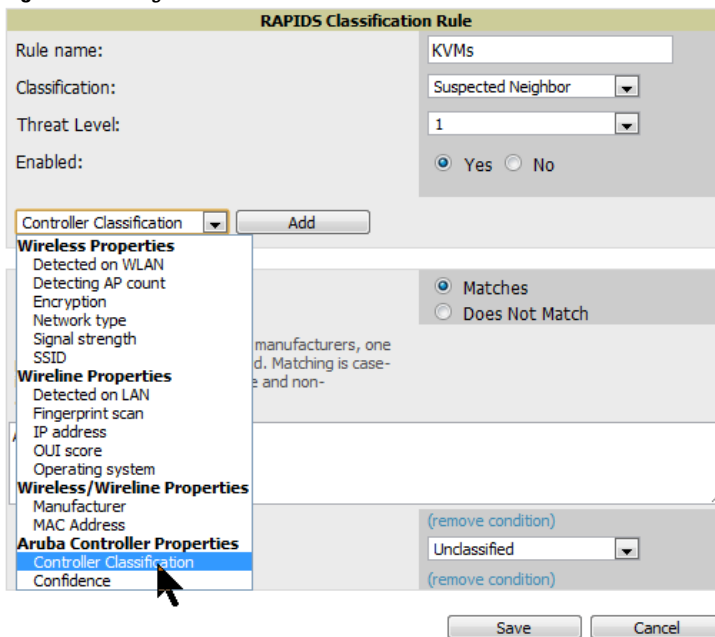 RAPIDS Classification Rule
Rule name:
KVMs
Classification:
Suspected Neighbor
Threat Level:
1
Enabled:
Yes No
Controller Classification Add
Wireless Properties
Detected on WLAN
Detecting AP count
Encryption
Network type
Signal strength
SSID
Wireline Properties
Detected on LAN
Fingerprint scan
IP address
OUI score
Operating system
Wireless/Wireline Properties
Manufacturer
MAC Address
Aruba Controller Properties
Controller Classification
Confidence
Matches
Does Not Match
manufacturers, one
d. Matching is case-
e and non-
(remove condition)
Unclassified
(remove condition)
Save Cancel